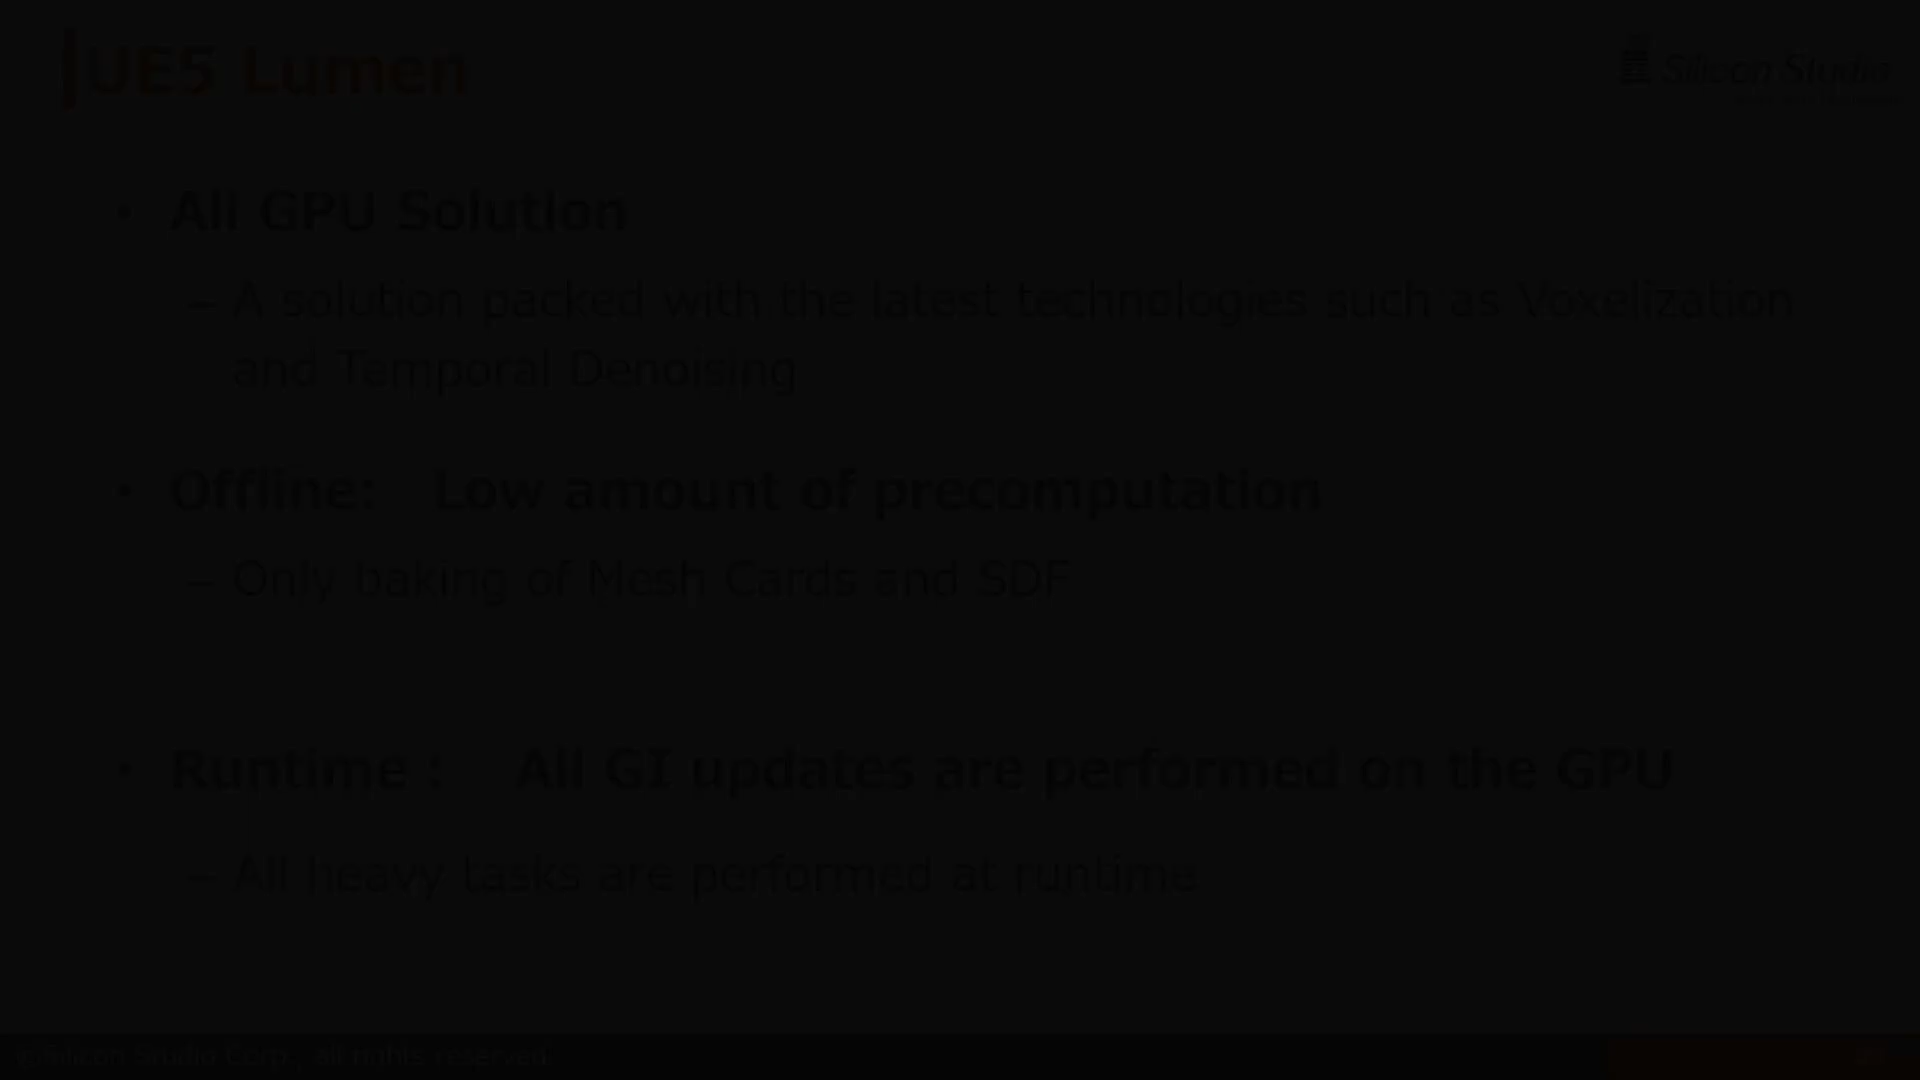 UE5 Lumen
Silicon Studio
• All GPU Solution
– A solution packed with the latest technologies such as Voxelization
and Temporal Denoising
• Offline: Low amount of precomputation
– Only baking of Mesh Cards and SDF
• Runtime : All GI updates are performed on the GPU
– All heavy tasks are performed at runtime
©Silicon Studio Corp., all rights reserved.